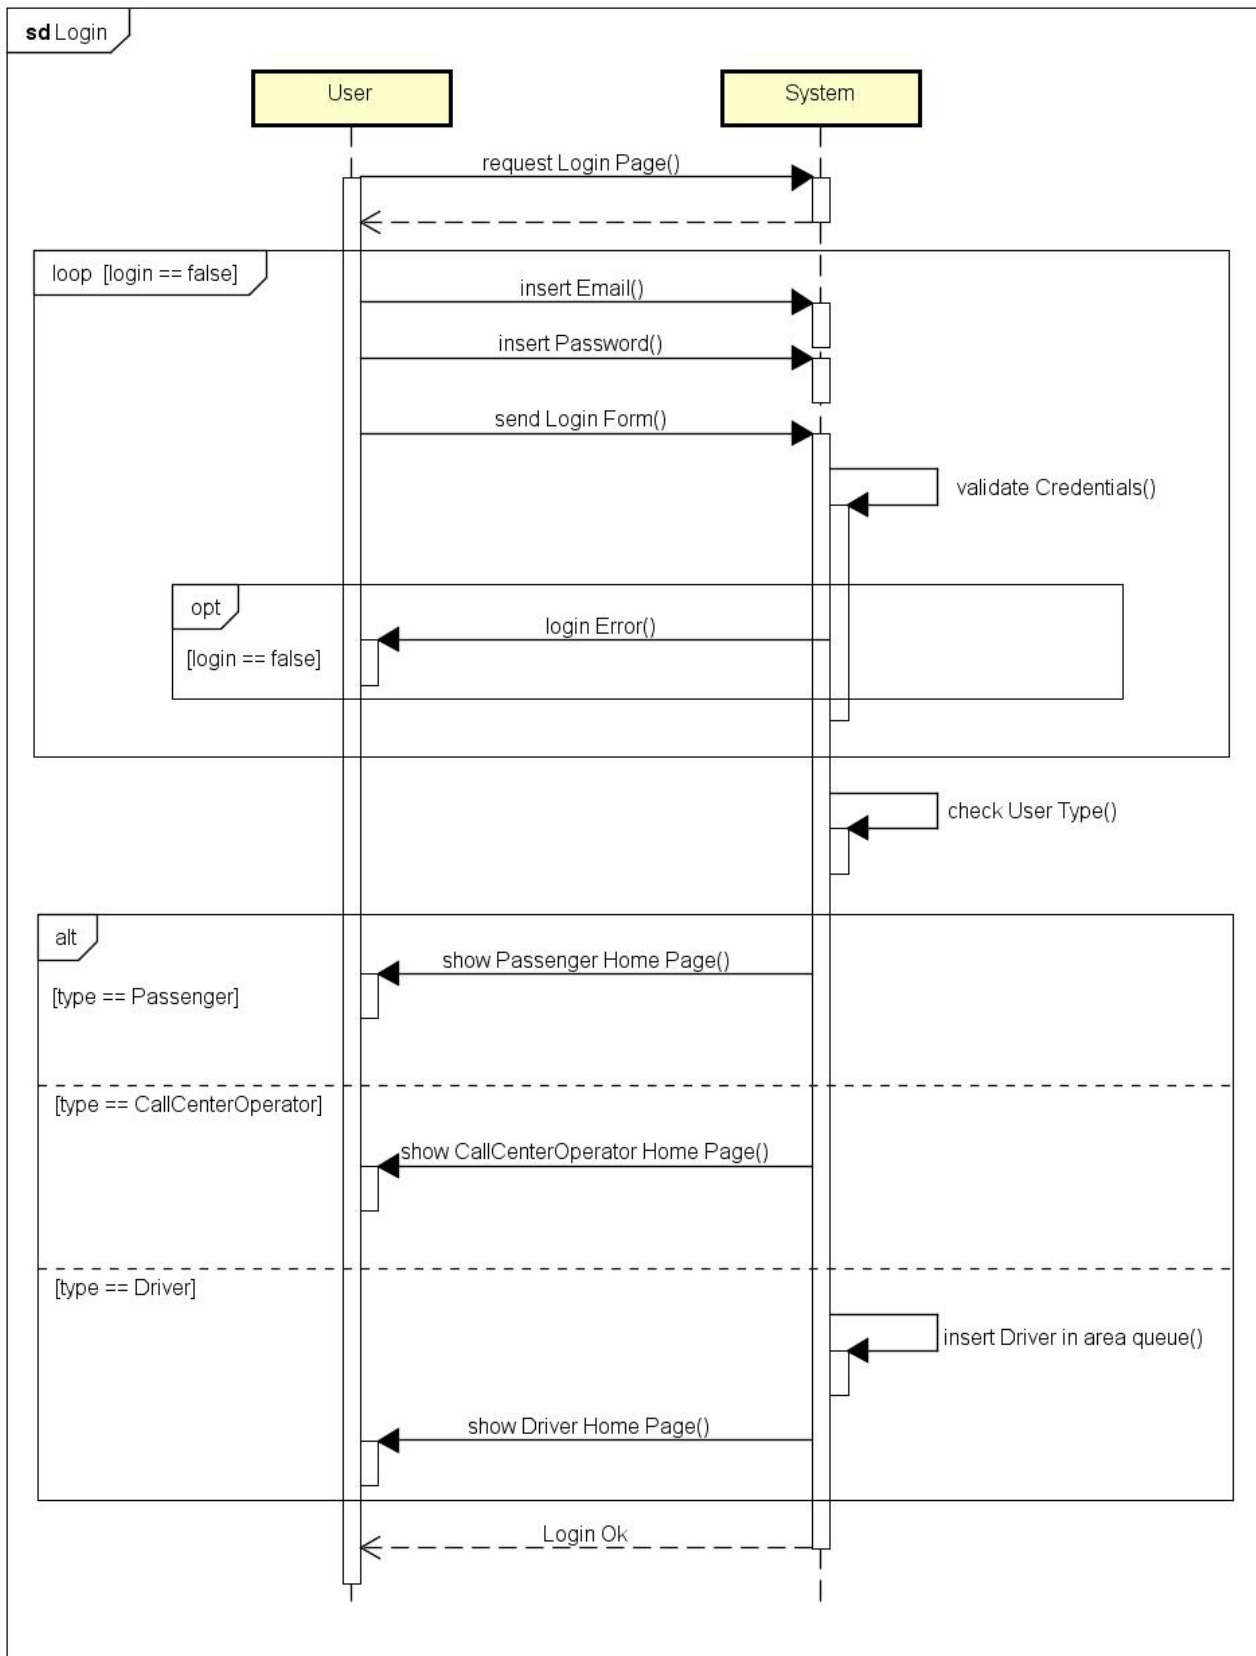 sd Login
User
System
request Login Page()
loop [login == false]
insert Email()
insert Password()
send Login Form()
validate Credentials()
opt
login Error()
[login == false]
check User Type()
alt
show Passenger Home Page()
[type == Passenger]
[type == CallCenterOperator]
show CallCenterOperator Home Page()
[type == Driver]
insert Driver in area queue()
show Driver Home Page()
Login Ok